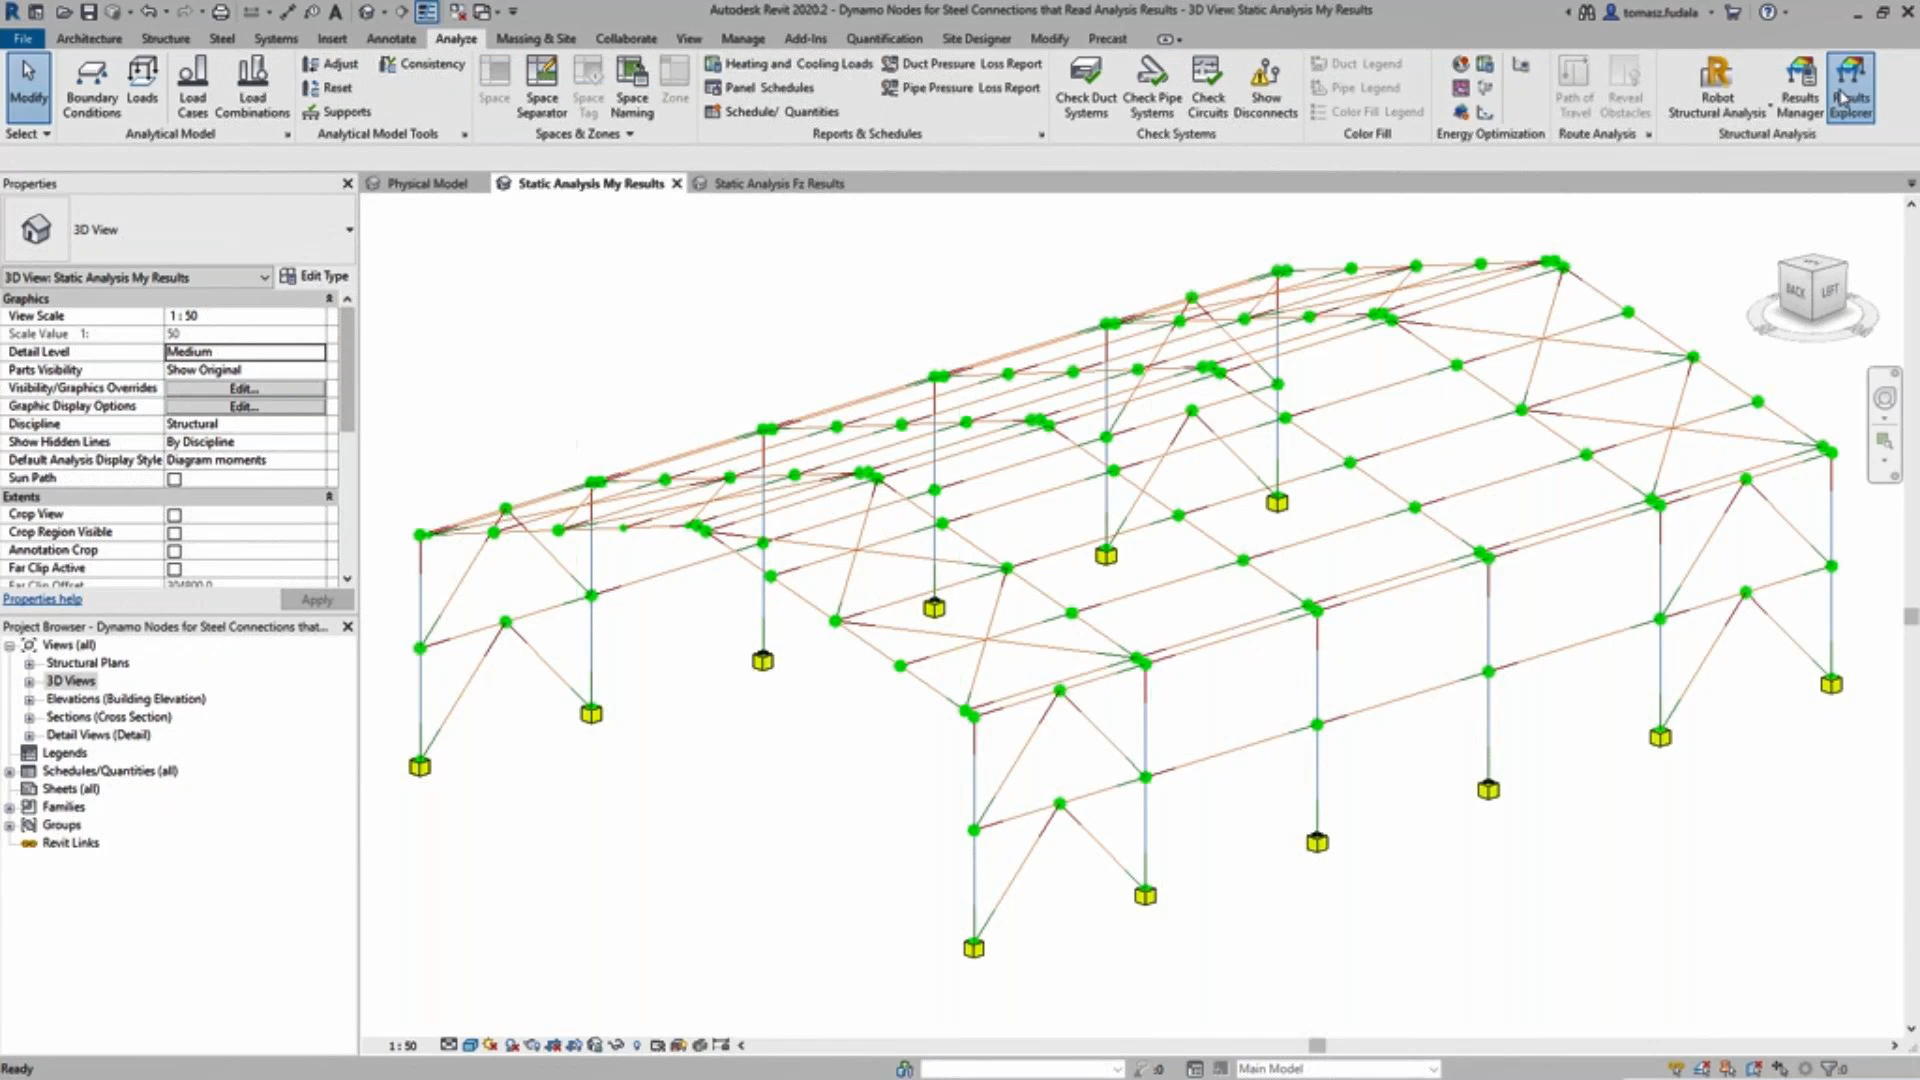 Autodesk Revit 2020.2 - Dynamo Nodes for Steel Connections that Read Analysis Results - 3D View: Static Analysis My Results
tomasz.fudala
File Architecture Structure Steel Systems Insert Annotate Analyze Massing & Site Collaborate View Manage Add-Ins Quantification Site Designer Modify Precast
Modify
Select
Boundary Conditions
Loads
Load Cases
Load Combinations
Analytical Model
Adjust
Reset
Supports
Consistency
Analytical Model Tools
Space
Space Separator
Space Tag
Space Naming
Zone
Spaces & Zones
Heating and Cooling Loads
Panel Schedules
Schedule/ Quantities
Duct Pressure Loss Report
Pipe Pressure Loss Report
Reports & Schedules
Check Duct Systems
Check Pipe Systems
Check Circuits
Show Disconnects
Check Systems
Duct Legend
Pipe Legend
Color Fill Legend
Color Fill
Energy Optimization
Path of Travel
Reveal Obstacles
Route Analysis
Robot Structural Analysis
Results Manager
Results Explorer
Structural Analysis
Properties
Physical Model
Static Analysis My Results
Static Analysis Fz Results
3D View
3D View: Static Analysis My Results
Edit Type
Graphics
View Scale 1 : 50
Scale Value 1: 50
Detail Level Medium
Parts Visibility Show Original
Visibility/Graphics Overrides Edit...
Graphic Display Options Edit...
Discipline Structural
Show Hidden Lines By Discipline
Default Analysis Display Style Diagram moments
Sun Path
Extents
Crop View
Crop Region Visible
Annotation Crop
Far Clip Active
Far Clip Offset 304800.0
Properties help
Apply
Project Browser - Dynamo Nodes for Steel Connections that...
Views (all)
Structural Plans
3D Views
Elevations (Building Elevation)
Sections (Cross Section)
Detail Views (Detail)
Legends
Schedules/Quantities (all)
Sheets (all)
Families
Groups
Revit Links
BACK
LEFT
1 : 50
Ready
:0
Main Model
:0